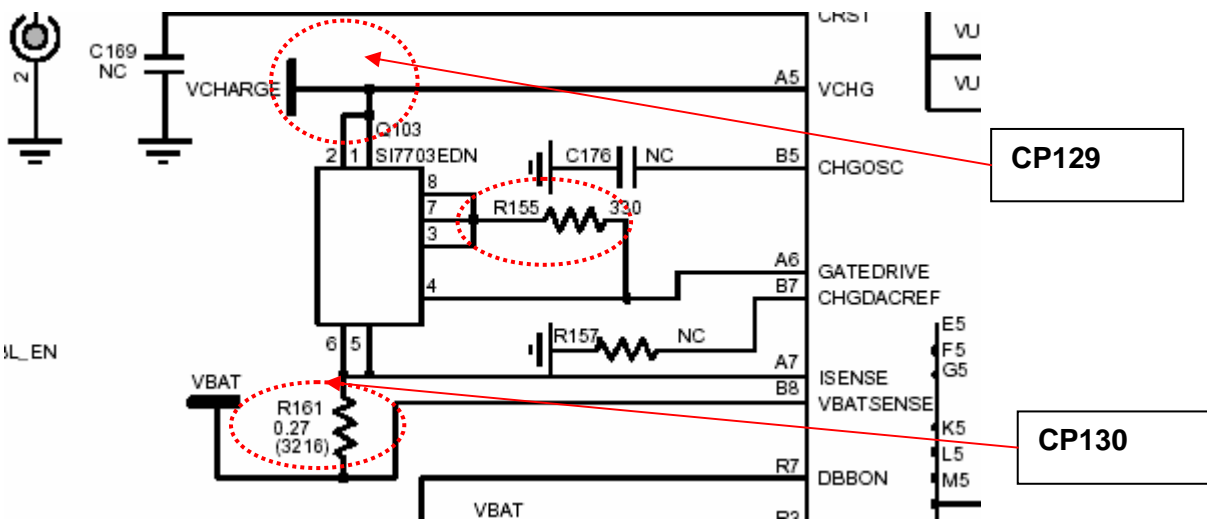 CRST
VU
C169
NC
2
VCHARGE
A5
VCHG
VU
Q103
2 1 SI7703EDN
C176 NC
B5
CHGOSC
CP129
8
7
3
R155 330
A6
GATEDRIVE
4
B7
CHGDACREF
R157 NC
E5
F5
G5
6 5
BL_EN
A7
ISENSE
VBAT
B8
VBATSENSE
R161
0.27
(3216)
K5
L5
M5
CP130
R7
DBBON
VBAT